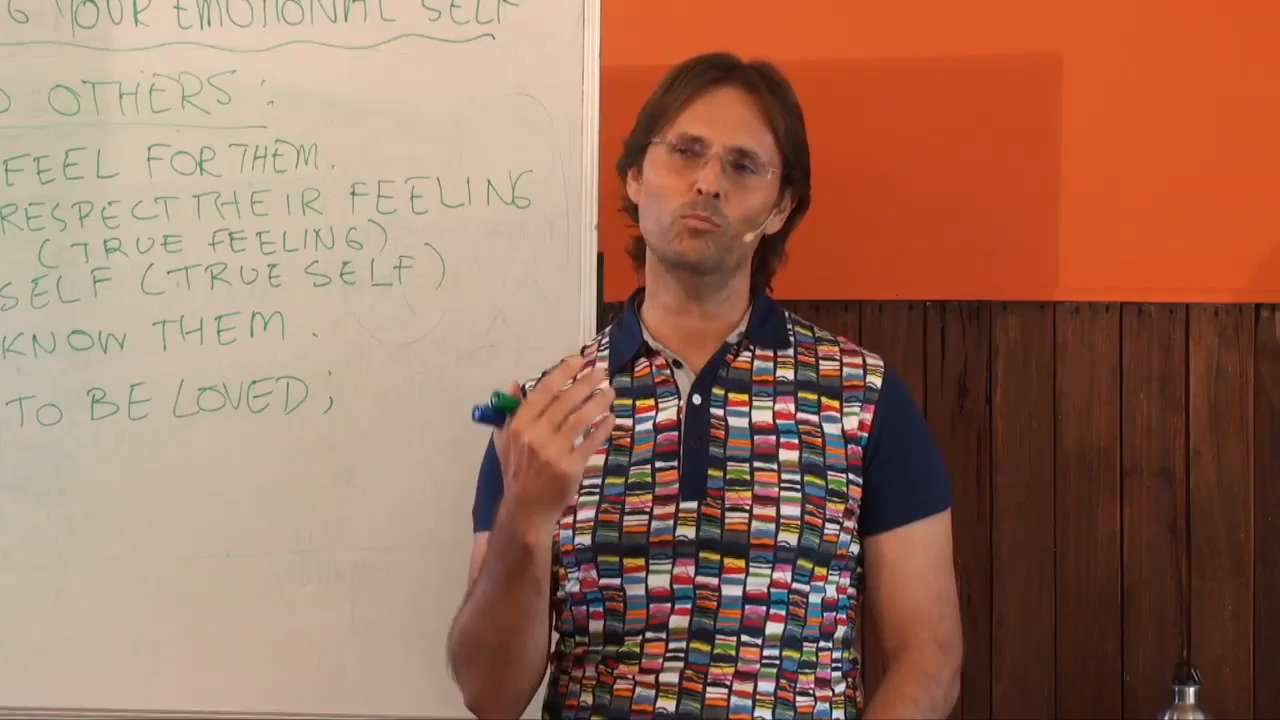 G YOUR EMOTIONAL SELF
OTHERS:
FEEL FOR THEM.
RESPECT THEIR FEELING
(TRUE FEELING)
SELF (TRUE SELF)
KNOW THEM.
TO BE LOVED;